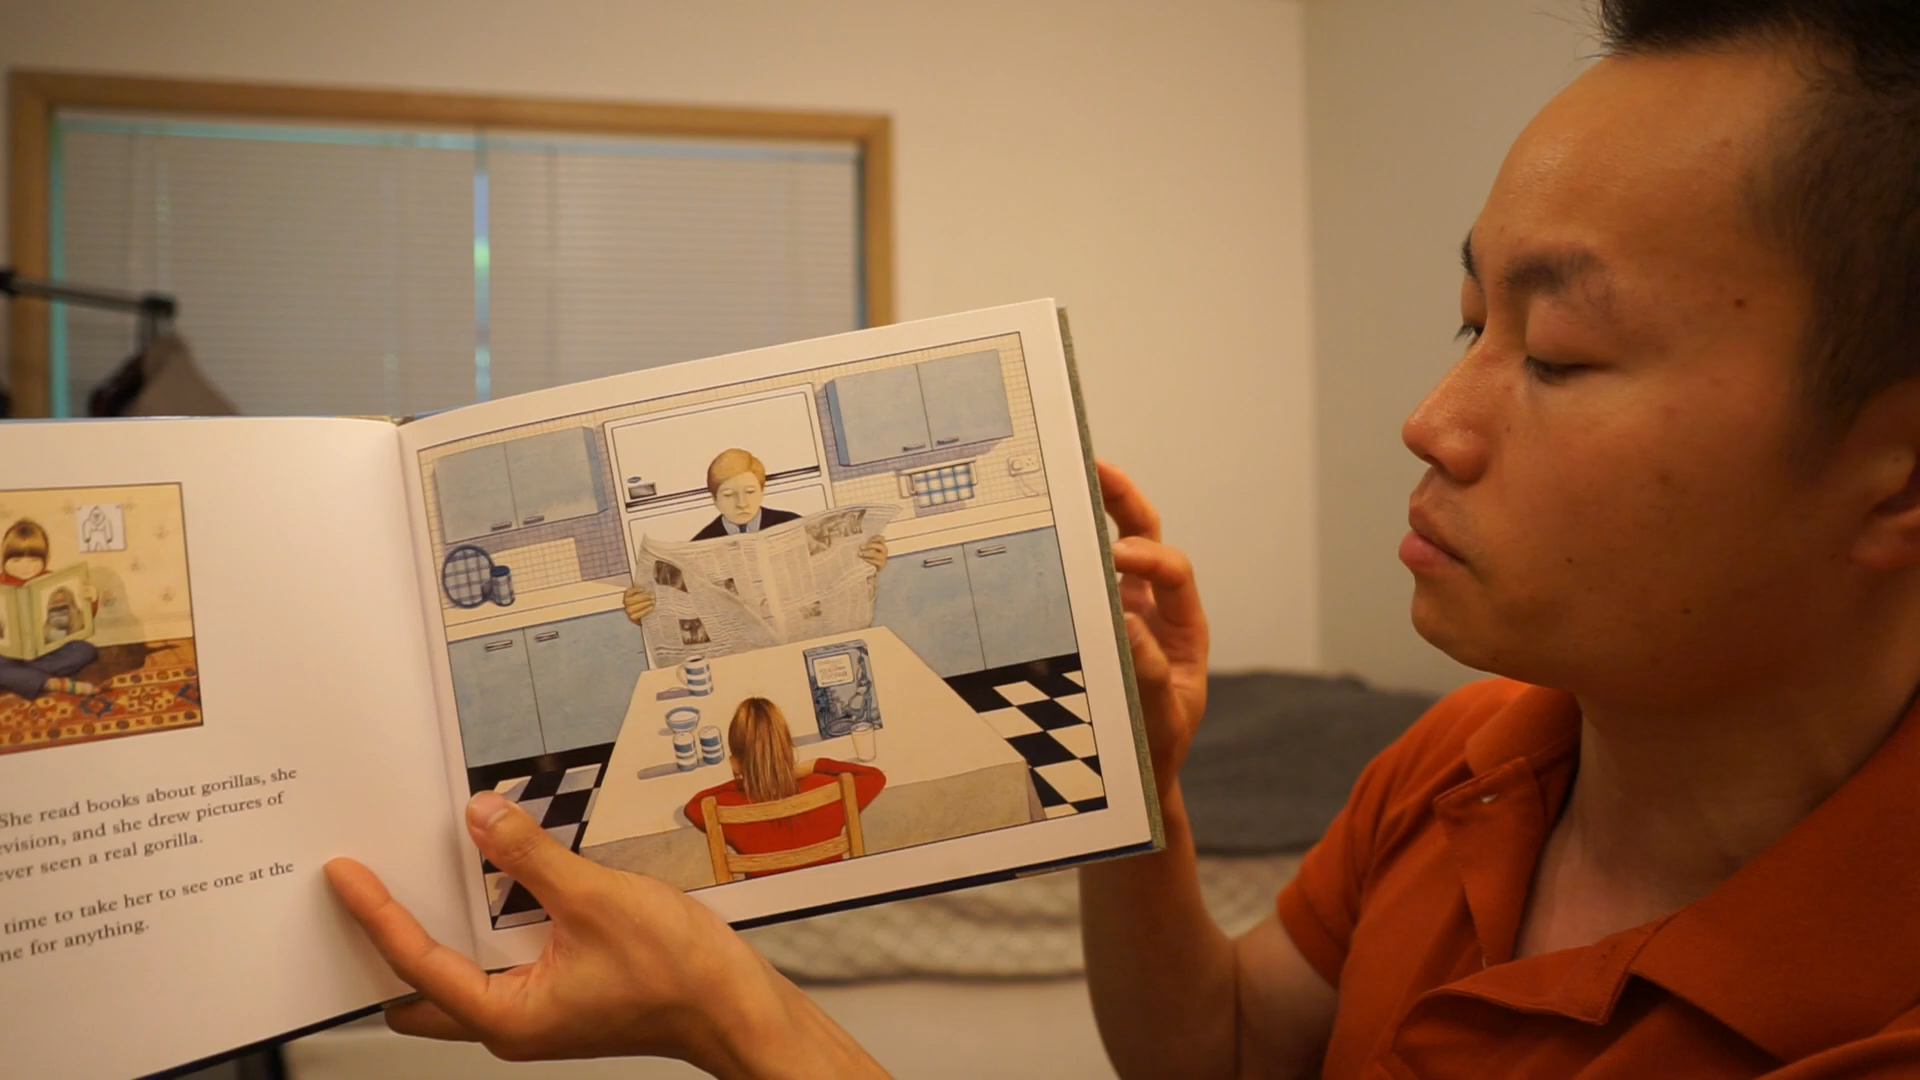 She read books about gorillas, she
vision, and she drew pictures of
ever seen a real gorilla.
time to take her to see one at the
me for anything.